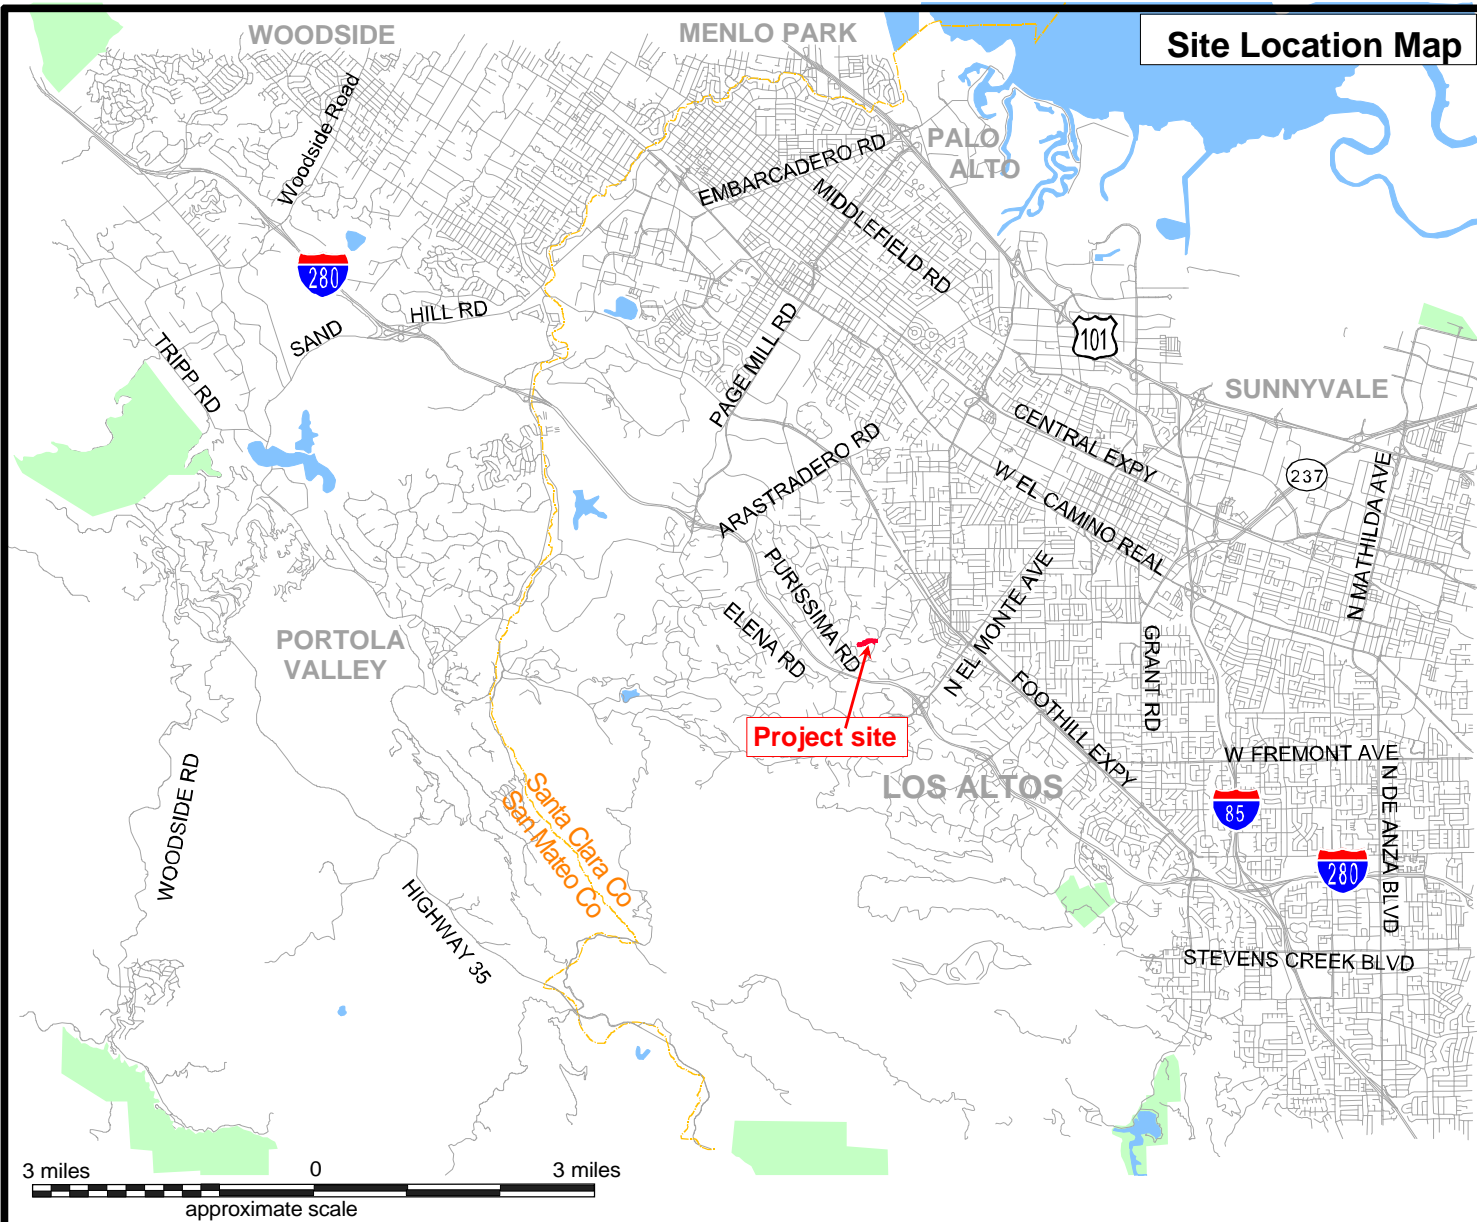 Site Location Map
WOODSIDE
MENLO PARK
Woodside Road
PALO
ALTO
EMBARCADERO RD
MIDDLEFIELD RD
280
HILL RD
SAND
TRIPP RD
PAGE MILL RD
101
SUNNYVALE
CENTRAL EXPY
ARASTRADERO RD
W EL CAMINO REAL
237
N MATHILDA AVE
PURISSIMA RD
ELENA RD
N EL MONTE AVE
GRANT RD
PORTOLA
VALLEY
FOOTHILL EXPY
Project site
W FREMONT AVE
LOS ALTOS
N DE ANZA BLVD
85
280
WOODSIDE RD
Santa Clara Co
San Mateo Co
HIGHWAY 35
STEVENS CREEK BLVD
3 miles
0
3 miles
approximate scale